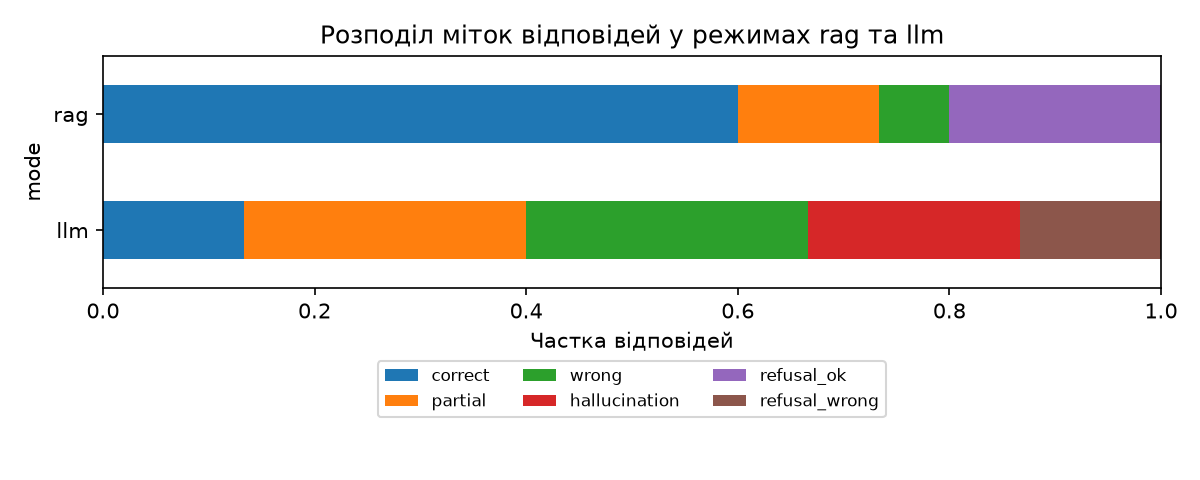 Розподіл міток відповідей у режимах rag та llm
mode
rag
llm
0.0 0.2 0.4 0.6 0.8 1.0
Частка відповідей
correct wrong refusal_ok
partial hallucination refusal_wrong